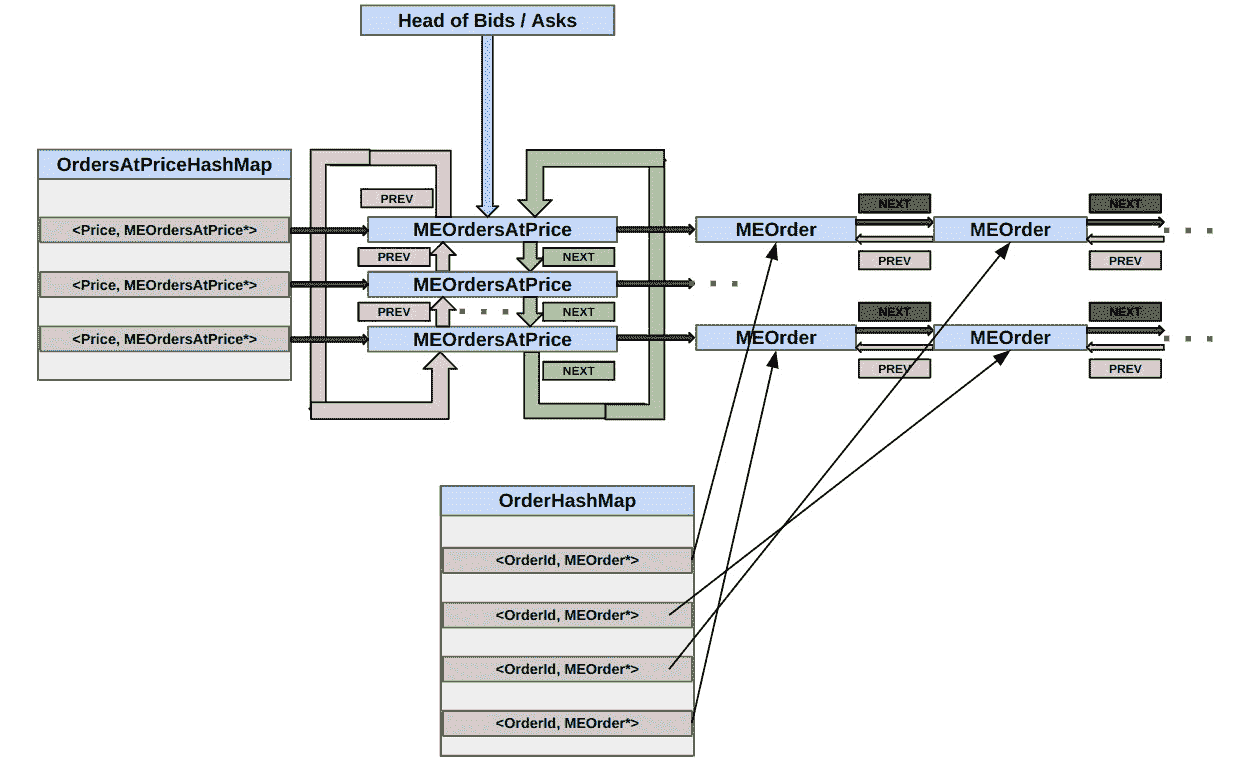 Head of Bids / Asks
OrdersAtPriceHashMap
<Price, MEOrdersAtPrice*>
<Price, MEOrdersAtPrice*>
<Price, MEOrdersAtPrice*>
PREV
MEOrdersAtPrice
PREV
NEXT
MEOrdersAtPrice
PREV
NEXT
MEOrdersAtPrice
NEXT
NEXT
NEXT
MEOrder
MEOrder
PREV
PREV
NEXT
NEXT
MEOrder
MEOrder
PREV
PREV
OrderHashMap
<OrderId, MEOrder*>
<OrderId, MEOrder*>
<OrderId, MEOrder*>
<OrderId, MEOrder*>